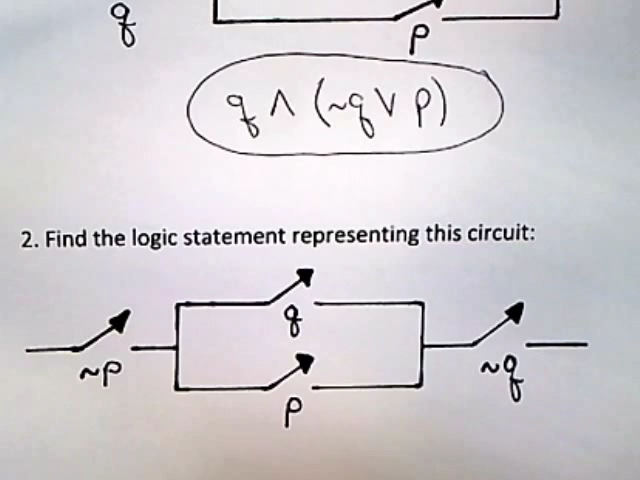 q
p
q ∧ (~q ∨ p)
2. Find the logic statement representing this circuit:
q
~p
~q
p